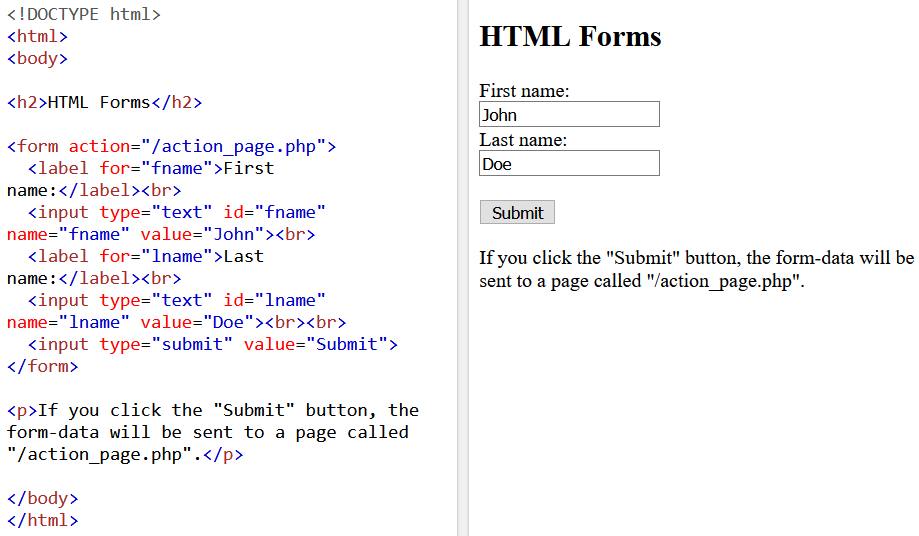 <!DOCTYPE html>
<html>
<body>
<h2>HTML Forms</h2>
<form action="/action_page.php">
  <label for="fname">First
name:</label><br>
  <input type="text" id="fname"
name="fname" value="John"><br>
  <label for="lname">Last
name:</label><br>
  <input type="text" id="lname"
name="lname" value="Doe"><br><br>
  <input type="submit" value="Submit">
</form>
<p>If you click the "Submit" button, the
form-data will be sent to a page called
"/action_page.php".</p>
</body>
</html>
HTML Forms
First name:
John
Last name:
Doe
Submit
If you click the "Submit" button, the form-data will be
sent to a page called "/action_page.php".